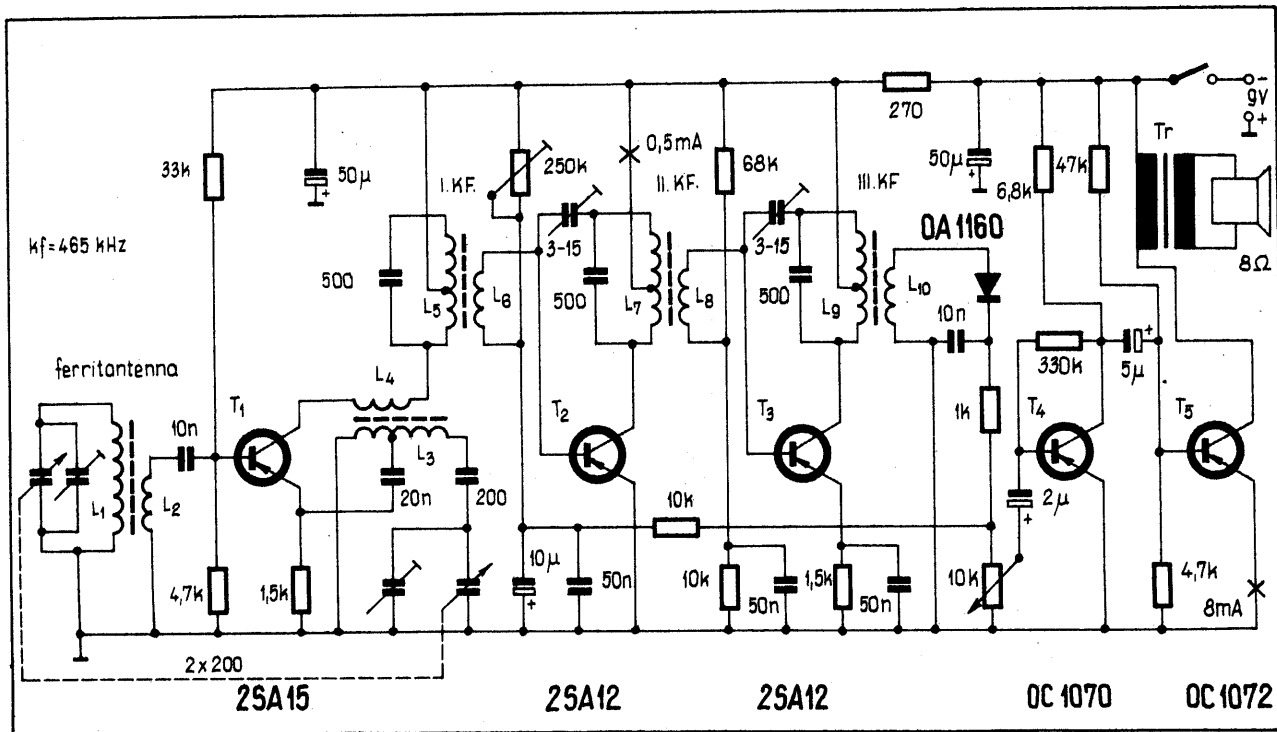 270
9V
-
+
Tr
33k
50µ
+
I.KF.
250k
0,5mA
II.KF.
68k
III.KF
50µ
+
6,8k
47k
3-15
3-15
0A1160
kf=465 kHz
500
L5
L6
500
L7
L8
500
L9
L10
10n
8Ω
ferritantenna
L4
330k
5µ
+
10n
T1
L3
T2
T3
1k
T4
T5
L1
L2
20n
200
10k
2µ
+
4,7k
1,5k
10µ
+
50n
10k
50n
1,5k
50n
10k
4,7k
8mA
2x200
2SA15
2SA12
2SA12
OC1070
OC1072